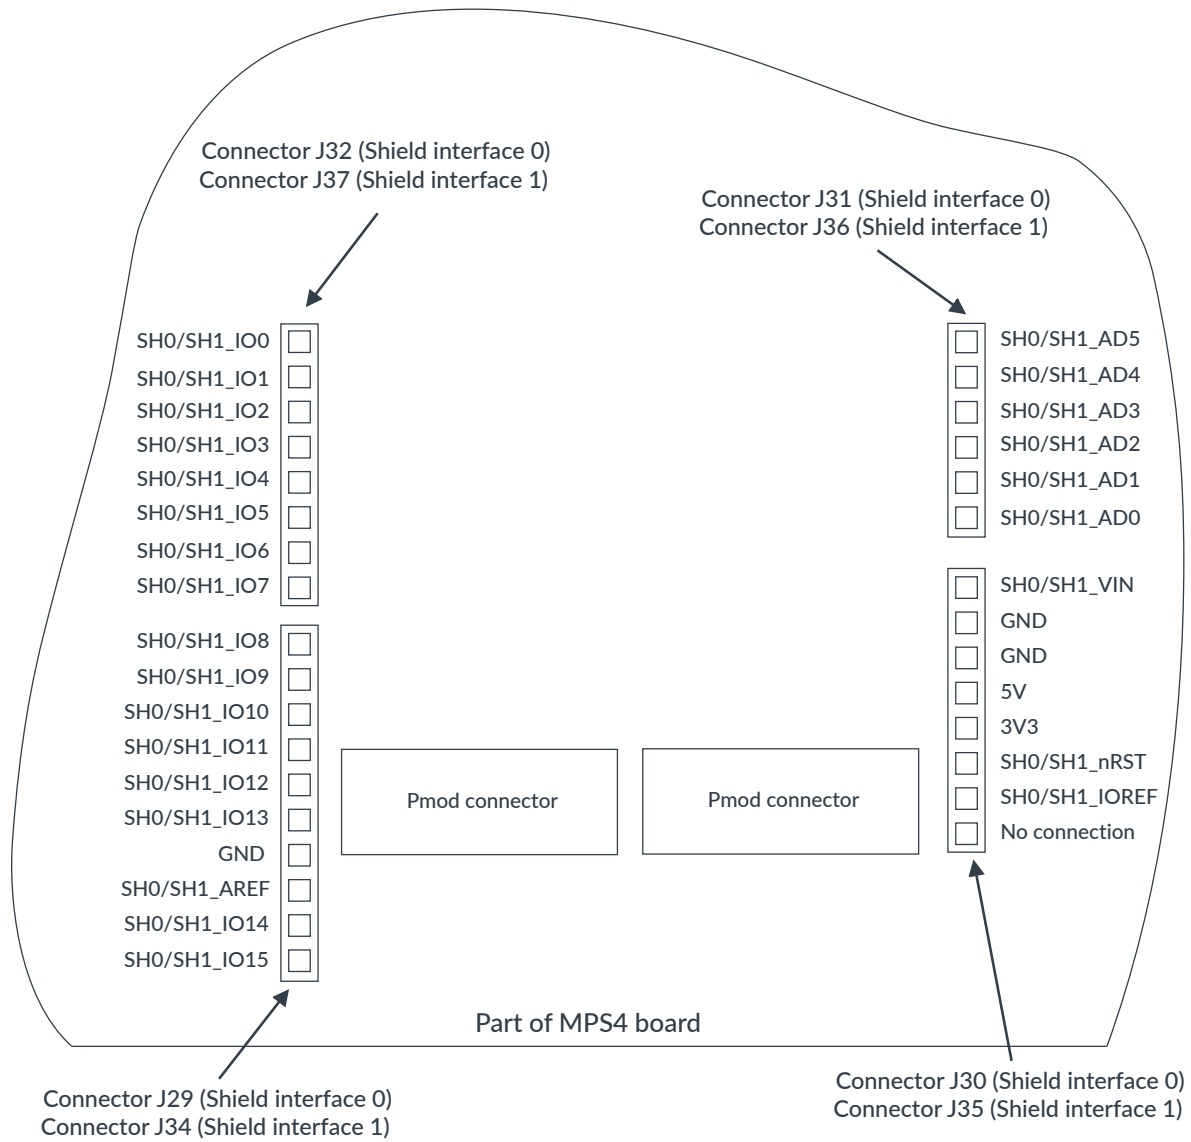 Connector J32 (Shield interface 0)
Connector J37 (Shield interface 1)
Connector J31 (Shield interface 0)
Connector J36 (Shield interface 1)
SH0/SH1_IO0
SH0/SH1_IO1
SH0/SH1_IO2
SH0/SH1_IO3
SH0/SH1_IO4
SH0/SH1_IO5
SH0/SH1_IO6
SH0/SH1_IO7
SH0/SH1_IO8
SH0/SH1_IO9
SH0/SH1_IO10
SH0/SH1_IO11
SH0/SH1_IO12
SH0/SH1_IO13
GND
SH0/SH1_AREF
SH0/SH1_IO14
SH0/SH1_IO15
Pmod connector
Pmod connector
SH0/SH1_AD5
SH0/SH1_AD4
SH0/SH1_AD3
SH0/SH1_AD2
SH0/SH1_AD1
SH0/SH1_AD0
SH0/SH1_VIN
GND
GND
5V
3V3
SH0/SH1_nRST
SH0/SH1_IOREF
No connection
Part of MPS4 board
Connector J29 (Shield interface 0)
Connector J34 (Shield interface 1)
Connector J30 (Shield interface 0)
Connector J35 (Shield interface 1)